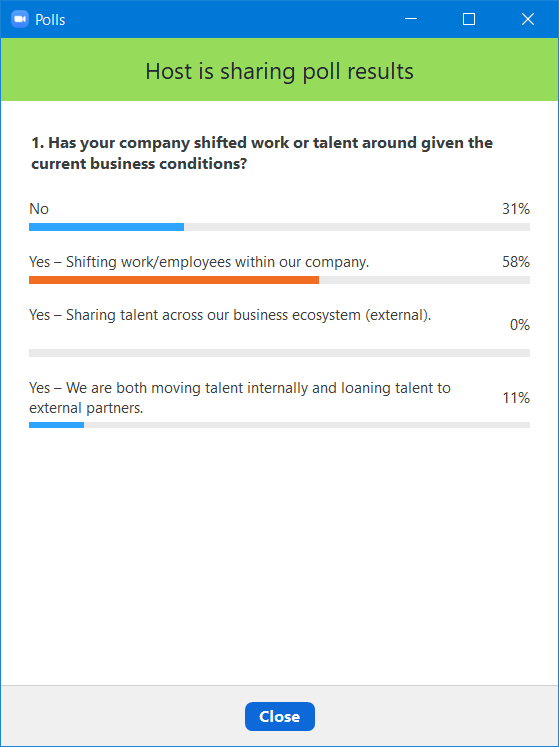 Polls
Host is sharing poll results
1. Has your company shifted work or talent around given the
current business conditions?
No 31%
Yes – Shifting work/employees within our company. 58%
Yes – Sharing talent across our business ecosystem (external).
0%
Yes – We are both moving talent internally and loaning talent to
external partners.
11%
Close